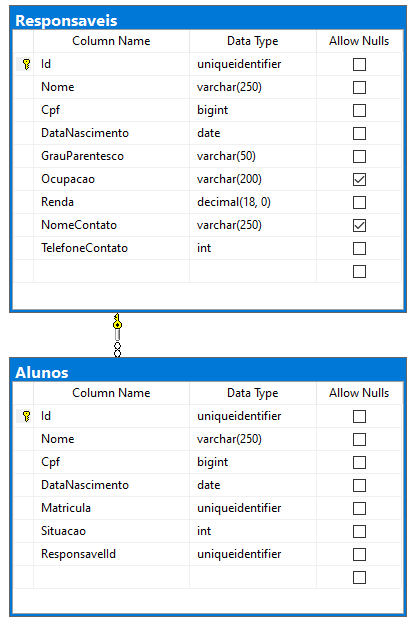 Responsaveis
Column Name Data Type Allow Nulls
Id uniqueidentifier
Nome varchar(250)
Cpf bigint
DataNascimento date
GrauParentesco varchar(50)
Ocupacao varchar(200)
Renda decimal(18, 0)
NomeContato varchar(250)
TelefoneContato int
Alunos
Column Name Data Type Allow Nulls
Id uniqueidentifier
Nome varchar(250)
Cpf bigint
DataNascimento date
Matricula uniqueidentifier
Situacao int
ResponsavelId uniqueidentifier